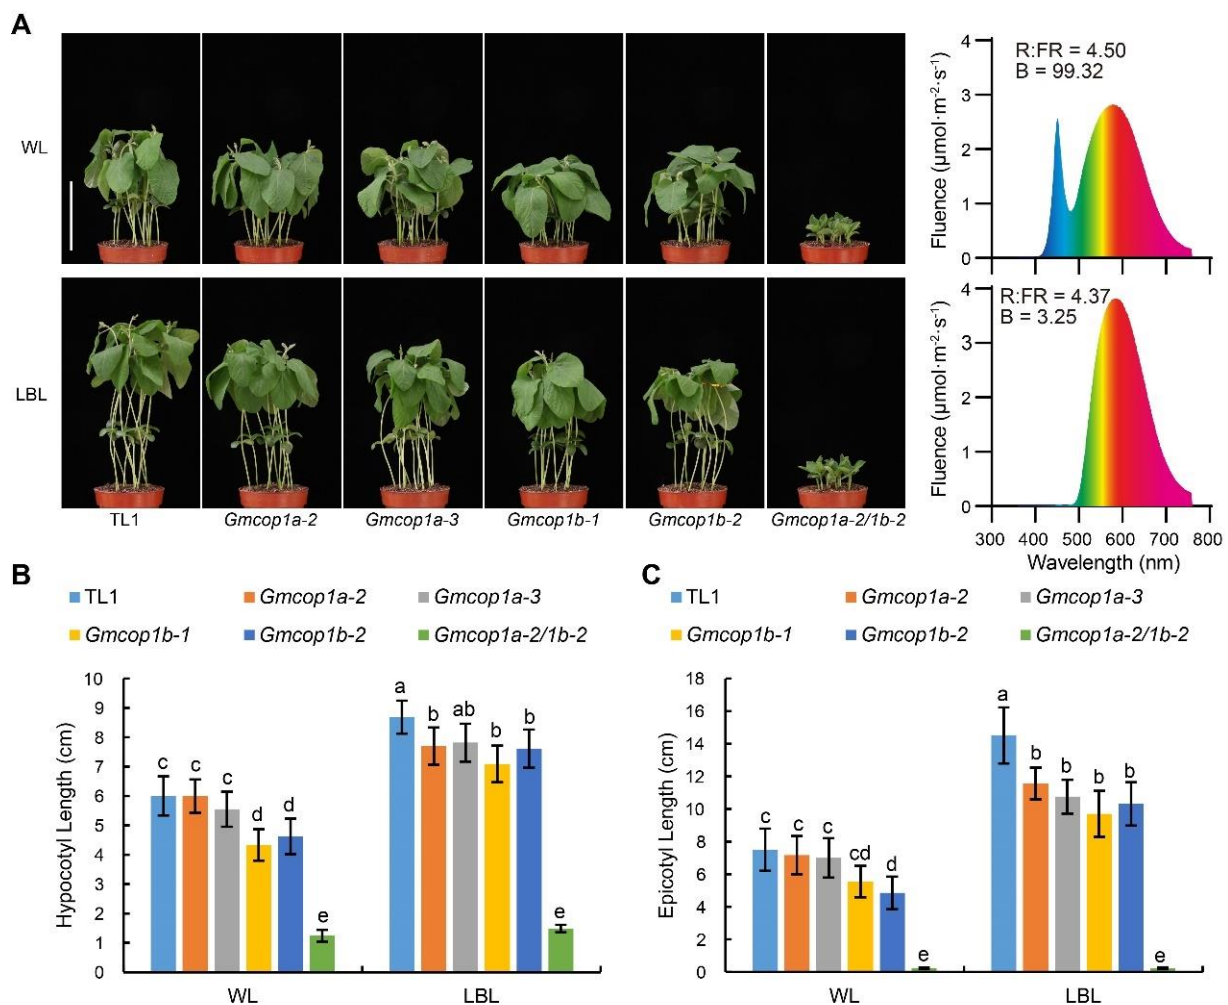 A
WL
LBL
TL1
Gmcop1a-2
Gmcop1a-3
Gmcop1b-1
Gmcop1b-2
Gmcop1a-2/1b-2
R:FR = 4.50
B = 99.32
Fluence (μmol·m⁻²·s⁻¹)
4
3
2
1
0
R:FR = 4.37
B = 3.25
Fluence (μmol·m⁻²·s⁻¹)
4
3
2
1
0
300 400 500 600 700 800
Wavelength (nm)
B
TL1 Gmcop1a-2 Gmcop1a-3
Gmcop1b-1 Gmcop1b-2 Gmcop1a-2/1b-2
Hypocotyl Length (cm)
10
9
8
7
6
5
4
3
2
1
0
c c c d d e
a b ab b b e
WL LBL
C
TL1 Gmcop1a-2 Gmcop1a-3
Gmcop1b-1 Gmcop1b-2 Gmcop1a-2/1b-2
Epicotyl Length (cm)
18
16
14
12
10
8
6
4
2
0
c c c cd d e
a b b b b e
WL LBL